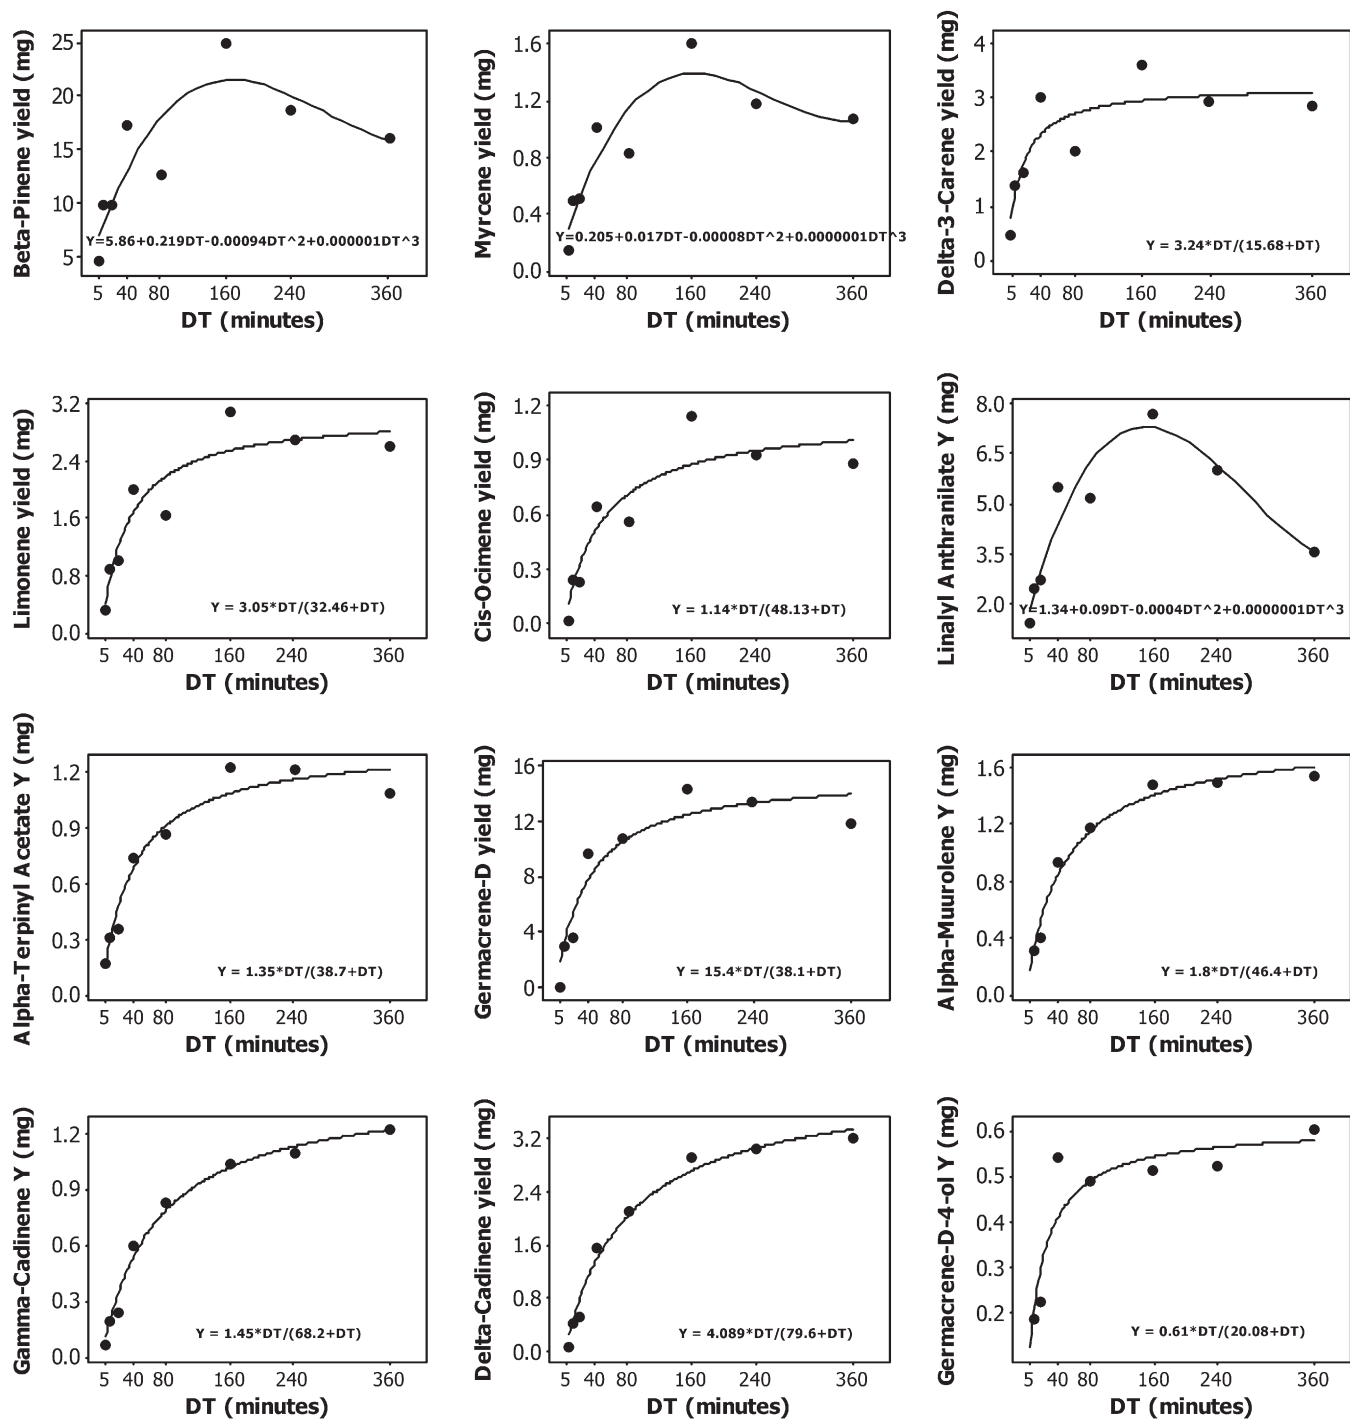 Beta-Pinene yield (mg)
25
20
15
10
5
Y=5.86+0.219DT-0.00094DT^2+0.000001DT^3
5 40 80 160 240 360
DT (minutes)
Myrcene yield (mg)
1.6
1.2
0.8
0.4
0.0
Y=0.205+0.017DT-0.00008DT^2+0.0000001DT^3
5 40 80 160 240 360
DT (minutes)
Delta-3-Carene yield (mg)
4
3
2
1
0
Y = 3.24*DT/(15.68+DT)
5 40 80 160 240 360
DT (minutes)
Limonene yield (mg)
3.2
2.4
1.6
0.8
0.0
Y = 3.05*DT/(32.46+DT)
5 40 80 160 240 360
DT (minutes)
Cis-Ocimene yield (mg)
1.2
0.9
0.6
0.3
0.0
Y = 1.14*DT/(48.13+DT)
5 40 80 160 240 360
DT (minutes)
Linalyl Anthranilate Y (mg)
8.0
6.5
5.0
3.5
2.0
Y=1.34+0.09DT-0.0004DT^2+0.0000001DT^3
5 40 80 160 240 360
DT (minutes)
Alpha-Terpinyl Acetate Y (mg)
1.2
0.9
0.6
0.3
0.0
Y = 1.35*DT/(38.7+DT)
5 40 80 160 240 360
DT (minutes)
Germacrene-D yield (mg)
16
12
8
4
0
Y = 15.4*DT/(38.1+DT)
5 40 80 160 240 360
DT (minutes)
Alpha-Muurolene Y (mg)
1.6
1.2
0.8
0.4
0.0
Y = 1.8*DT/(46.4+DT)
5 40 80 160 240 360
DT (minutes)
Gamma-Cadinene Y (mg)
1.2
0.9
0.6
0.3
0.0
Y = 1.45*DT/(68.2+DT)
5 40 80 160 240 360
DT (minutes)
Delta-Cadinene yield (mg)
3.2
2.4
1.6
0.8
0.0
Y = 4.089*DT/(79.6+DT)
5 40 80 160 240 360
DT (minutes)
Germacrene-D-4-ol Y (mg)
0.6
0.5
0.4
0.3
0.2
Y = 0.61*DT/(20.08+DT)
5 40 80 160 240 360
DT (minutes)